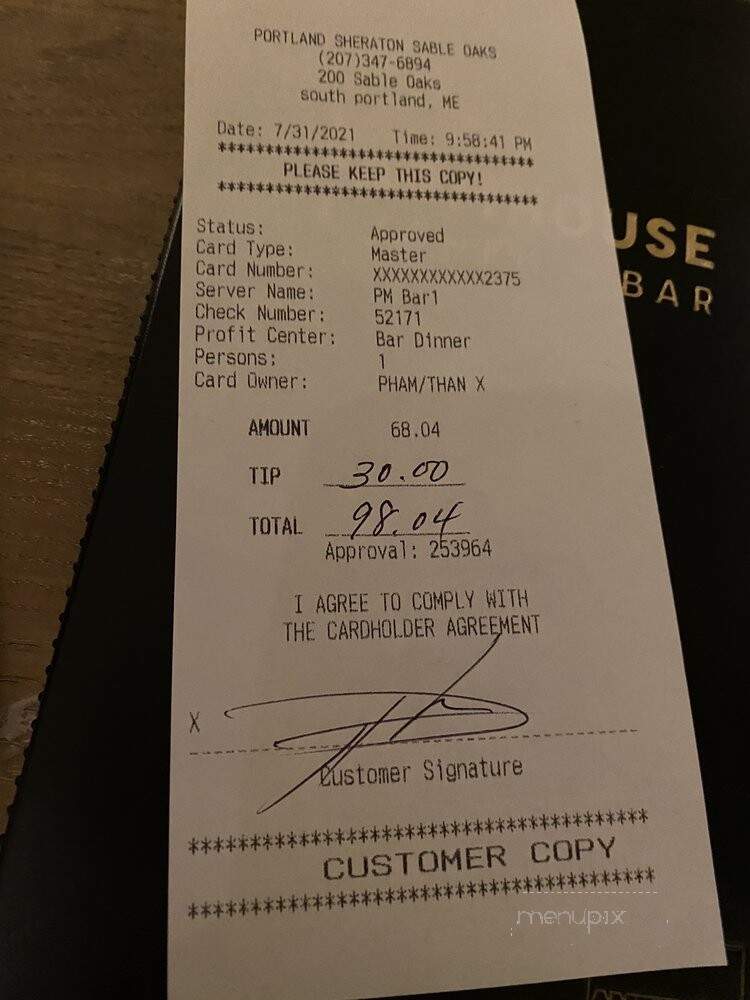 PORTLAND SHERATON SABLE OAKS
(207)347-6894
200 Sable Oaks
south portland, ME
Date: 7/31/2021 Time: 9:58:41 PM
**********************************
PLEASE KEEP THIS COPY!
**********************************
Status: Approved
Card Type: Master
Card Number: XXXXXXXXXXXX2375
Server Name: PM Bar1
Check Number: 52171
Profit Center: Bar Dinner
Persons: 1
Card Owner: PHAM/THAN X
AMOUNT 68.04
TIP 30.00
TOTAL 98.04
Approval: 253964
I AGREE TO COMPLY WITH
THE CARDHOLDER AGREEMENT
X
Customer Signature
****************************************
CUSTOMER COPY
****************************************
USE
BAR
menupix